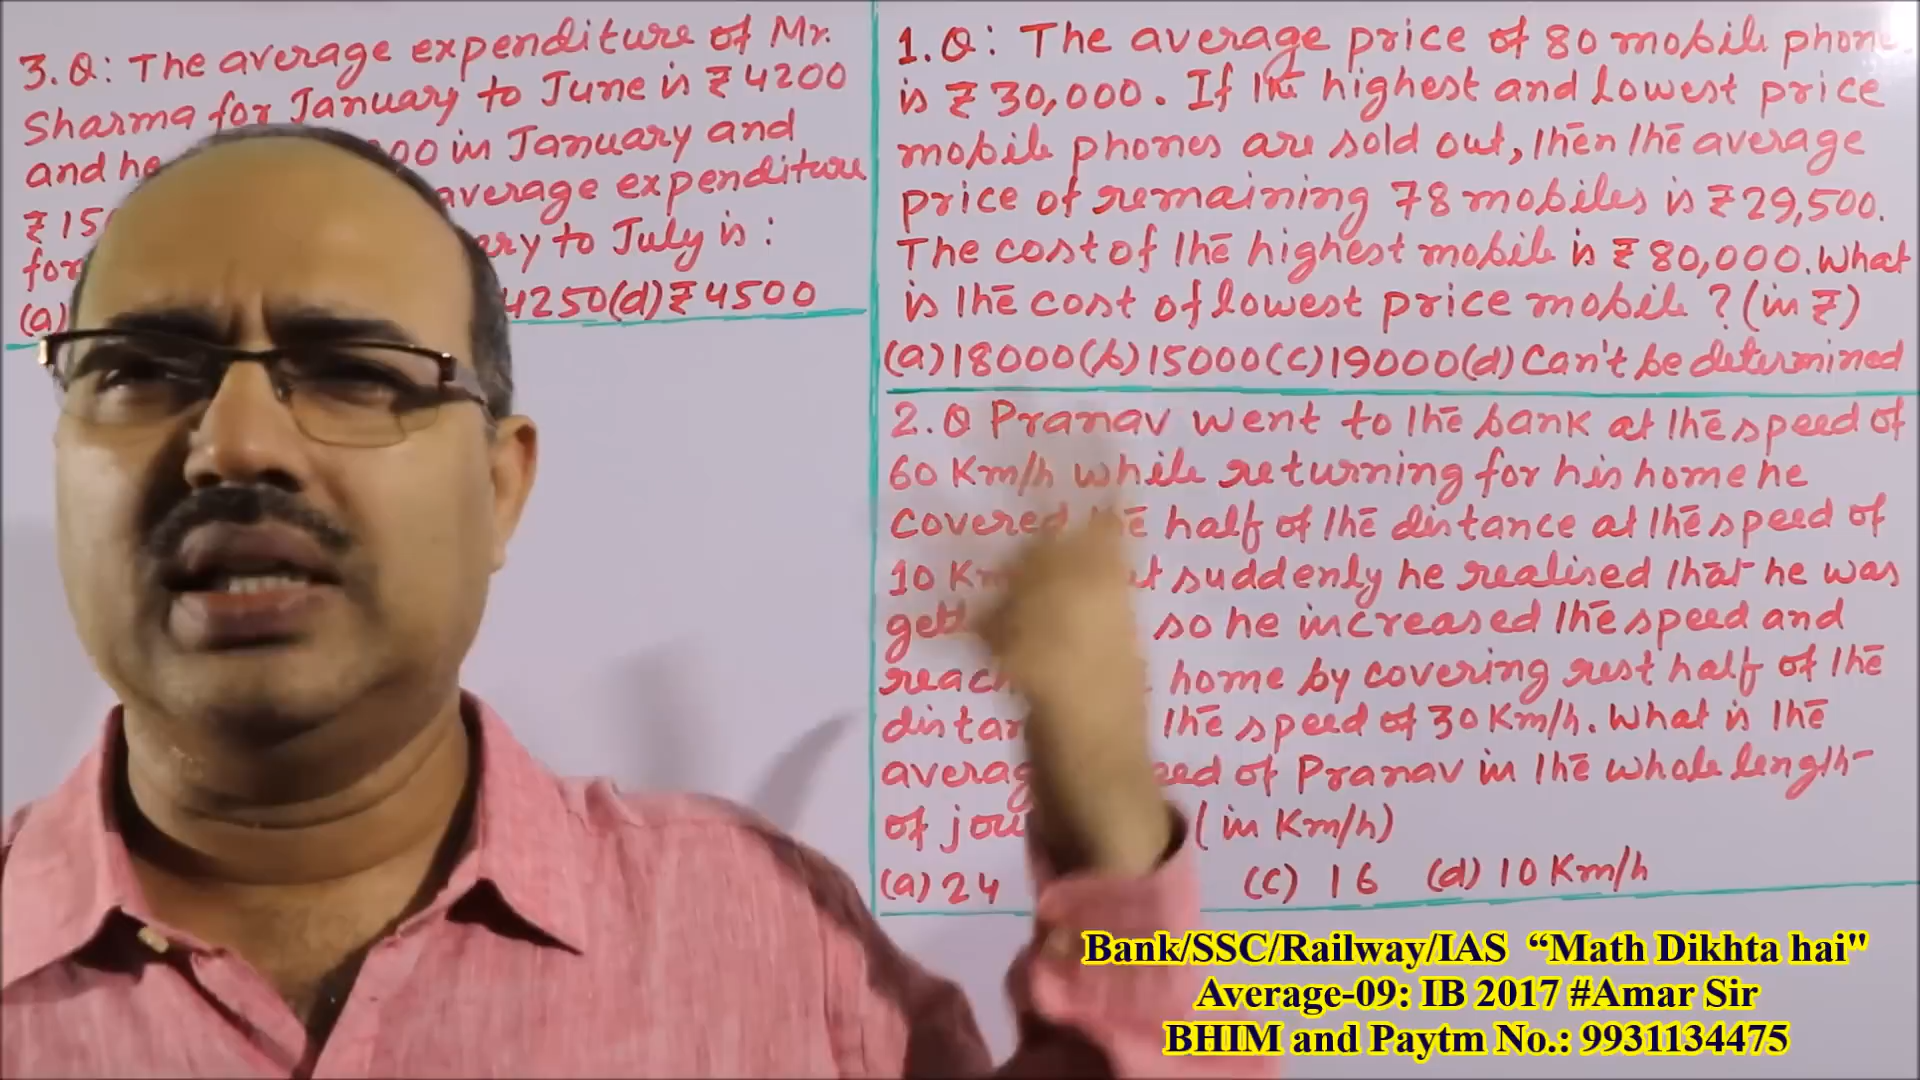 3.Q: The average expenditure of Mr.
Sharma for January to June is ₹4200
and he 00 in January and
₹15 average expenditure
for to July is:
(a) 4250(d)₹4500
1.Q: The average price of 80 mobile phone
is ₹30,000. If the highest and lowest price
mobile phones are sold out, then the average
price of remaining 78 mobiles is ₹29,500.
The cost of the highest mobile is ₹80,000. What
is the cost of lowest price mobile? (in ₹)
(a)18000(b)15000(c)19000(d)Can't be determined
2.Q Pranav went to the bank at the speed of
60 Km/h while returning for his home he
covered the half of the distance at the speed of
10 suddenly he realised that he was
so he increased the speed and
home by covering rest half of the
the speed of 30 Km/h. What is the
of Pranav in the whole length
of (in Km/h)
(a) 24 (c) 16 (d) 10 Km/h
Bank/SSC/Railway/IAS “Math Dikhta hai"
Average-09: IB 2017 #Amar Sir
BHIM and Paytm No.: 9931134475